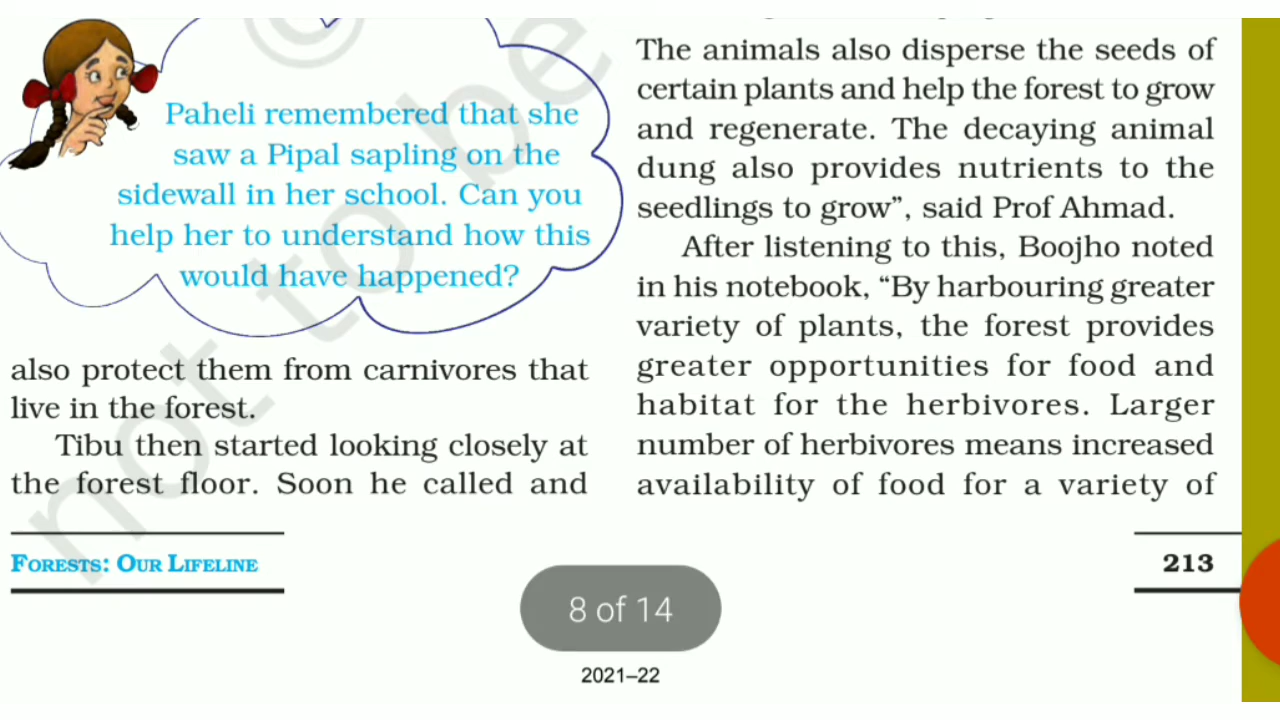 Paheli remembered that she
saw a Pipal sapling on the
sidewall in her school. Can you
help her to understand how this
would have happened?
also protect them from carnivores that
live in the forest.
Tibu then started looking closely at
the forest floor. Soon he called and
The animals also disperse the seeds of
certain plants and help the forest to grow
and regenerate. The decaying animal
dung also provides nutrients to the
seedlings to grow”, said Prof Ahmad.
After listening to this, Boojho noted
in his notebook, “By harbouring greater
variety of plants, the forest provides
greater opportunities for food and
habitat for the herbivores. Larger
number of herbivores means increased
availability of food for a variety of
FORESTS: OUR LIFELINE
213
8 of 14
2021–22
© not to be